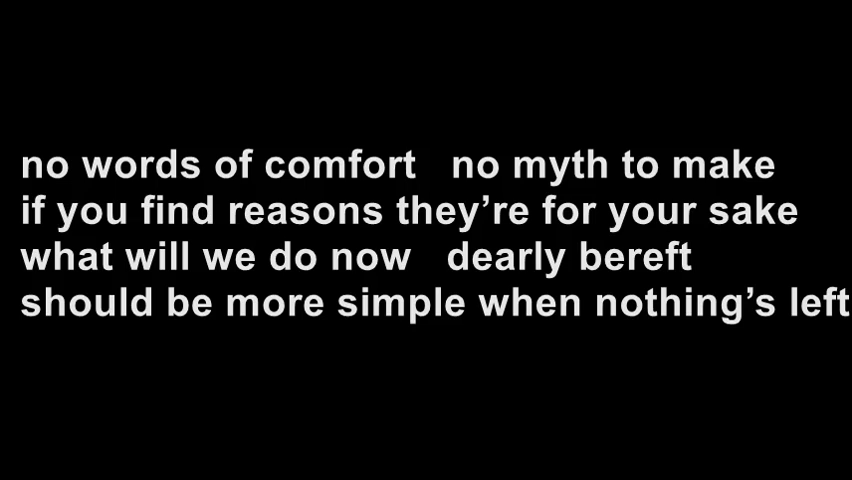 no words of comfort   no myth to make
if you find reasons they’re for your sake
what will we do now   dearly bereft
should be more simple when nothing’s left